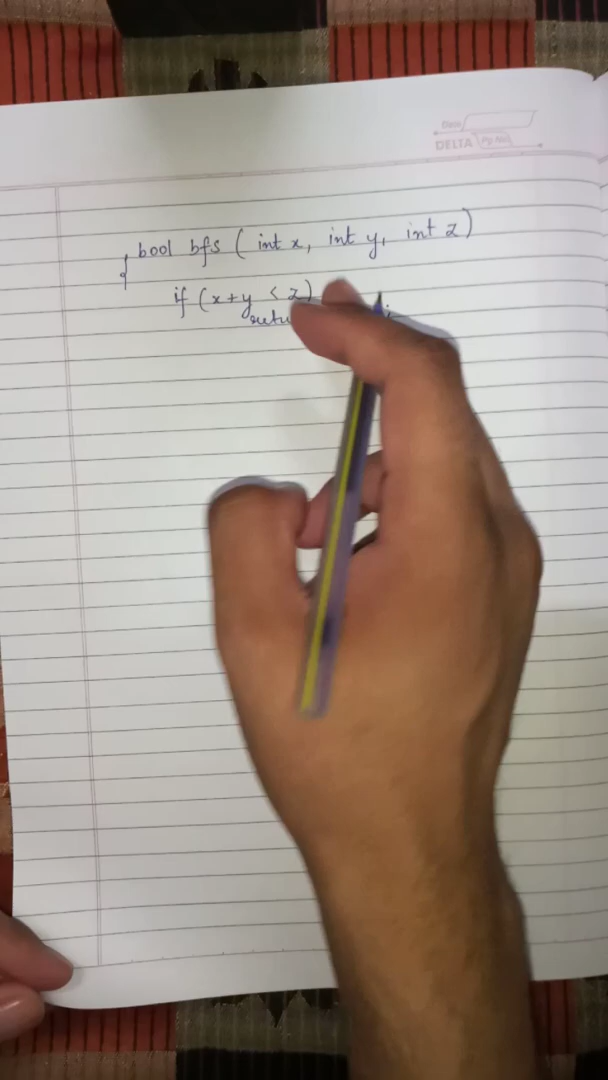 DELTA
bool bfs ( int x, int y, int z )
{
if (x+y < z)
;